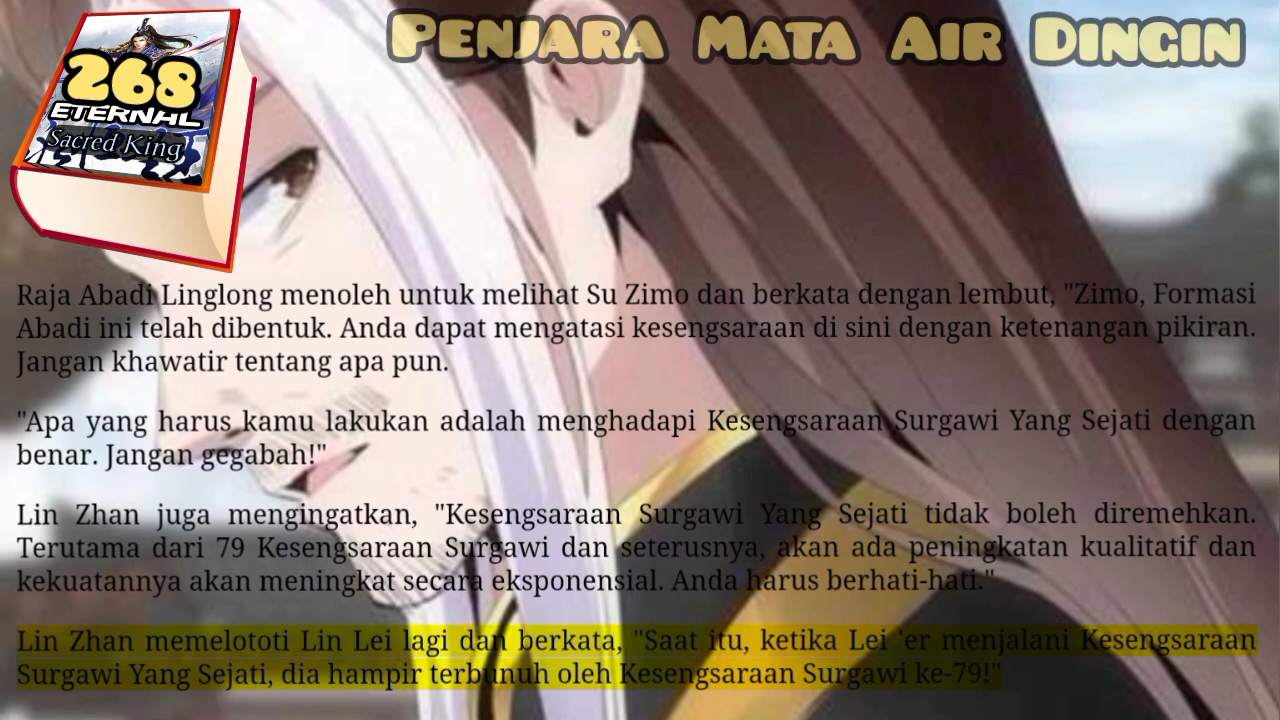 Penjara Mata Air Dingin
268
ETERNAL
Sacred King
Raja Abadi Linglong menoleh untuk melihat Su Zimo dan berkata dengan lembut, "Zimo, Formasi
Abadi ini telah dibentuk. Anda dapat mengatasi kesengsaraan di sini dengan ketenangan pikiran.
Jangan khawatir tentang apa pun.
"Apa yang harus kamu lakukan adalah menghadapi Kesengsaraan Surgawi Yang Sejati dengan
benar. Jangan gegabah!"
Lin Zhan juga mengingatkan, "Kesengsaraan Surgawi Yang Sejati tidak boleh diremehkan.
Terutama dari 79 Kesengsaraan Surgawi dan seterusnya, akan ada peningkatan kualitatif dan
kekuatannya akan meningkat secara eksponensial. Anda harus berhati-hati."
Lin Zhan memelototi Lin Lei lagi dan berkata, "Saat itu, ketika Lei 'er menjalani Kesengsaraan
Surgawi Yang Sejati, dia hampir terbunuh oleh Kesengsaraan Surgawi ke-79!"